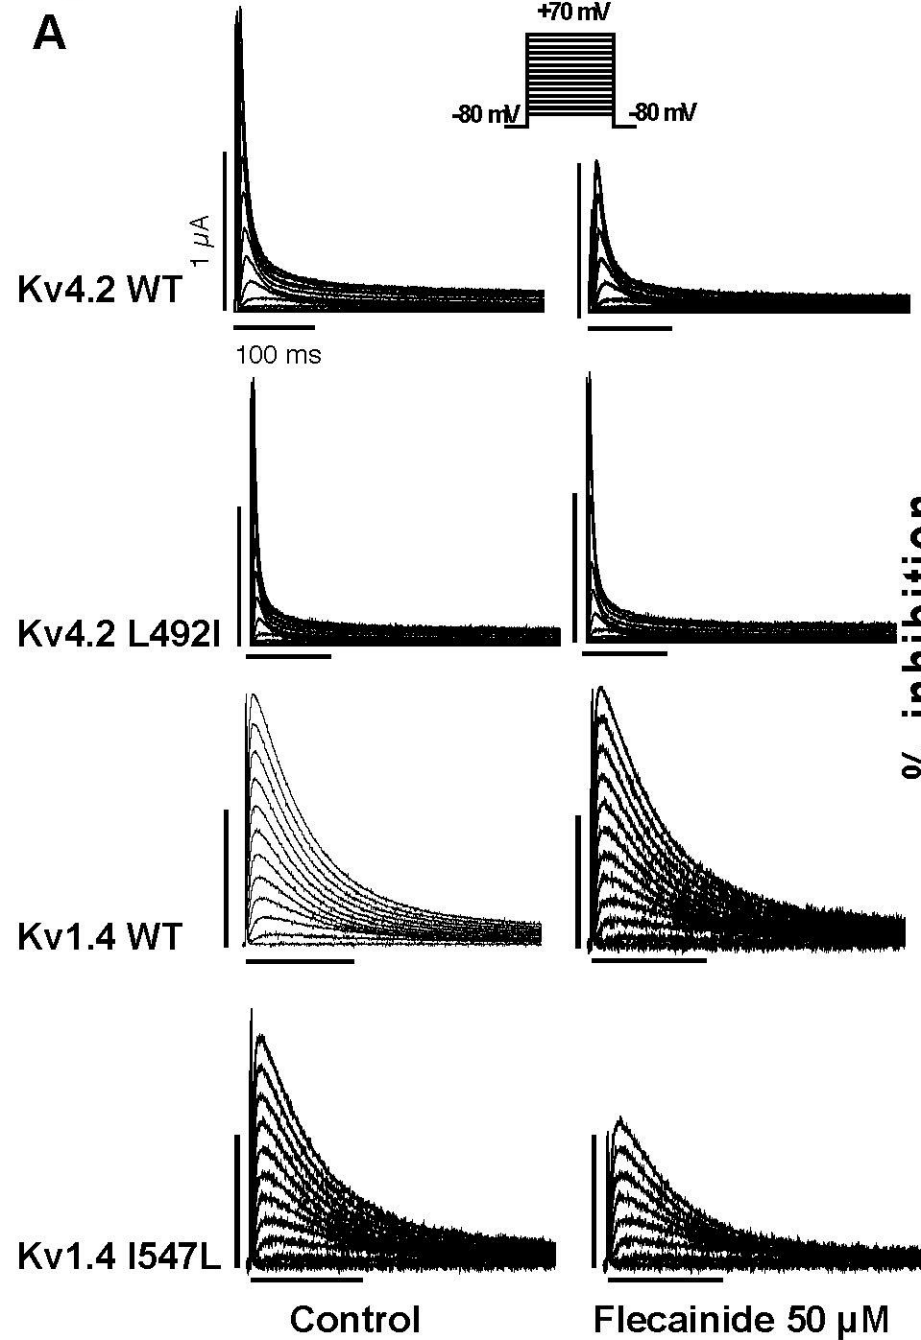 A
+70 mV
-80 mV
-80 mV
1 µA
Kv4.2 WT
100 ms
Kv4.2 L492I
% inhibition
Kv1.4 WT
Kv1.4 I547L
Control
Flecainide 50 µM